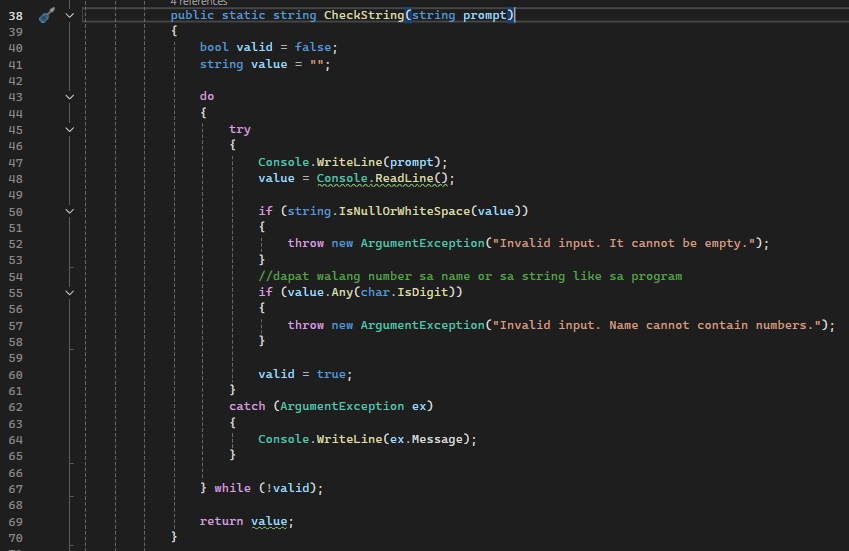 4 references
38 public static string CheckString(string prompt)
39 {
40 bool valid = false;
41 string value = "";
42
43 do
44 {
45 try
46 {
47 Console.WriteLine(prompt);
48 value = Console.ReadLine();
49
50 if (string.IsNullOrWhiteSpace(value))
51 {
52 throw new ArgumentException("Invalid input. It cannot be empty.");
53 }
54 //dapat walang number sa name or sa string like sa program
55 if (value.Any(char.IsDigit))
56 {
57 throw new ArgumentException("Invalid input. Name cannot contain numbers.");
58 }
59
60 valid = true;
61 }
62 catch (ArgumentException ex)
63 {
64 Console.WriteLine(ex.Message);
65 }
66
67 } while (!valid);
68
69 return value;
70 }